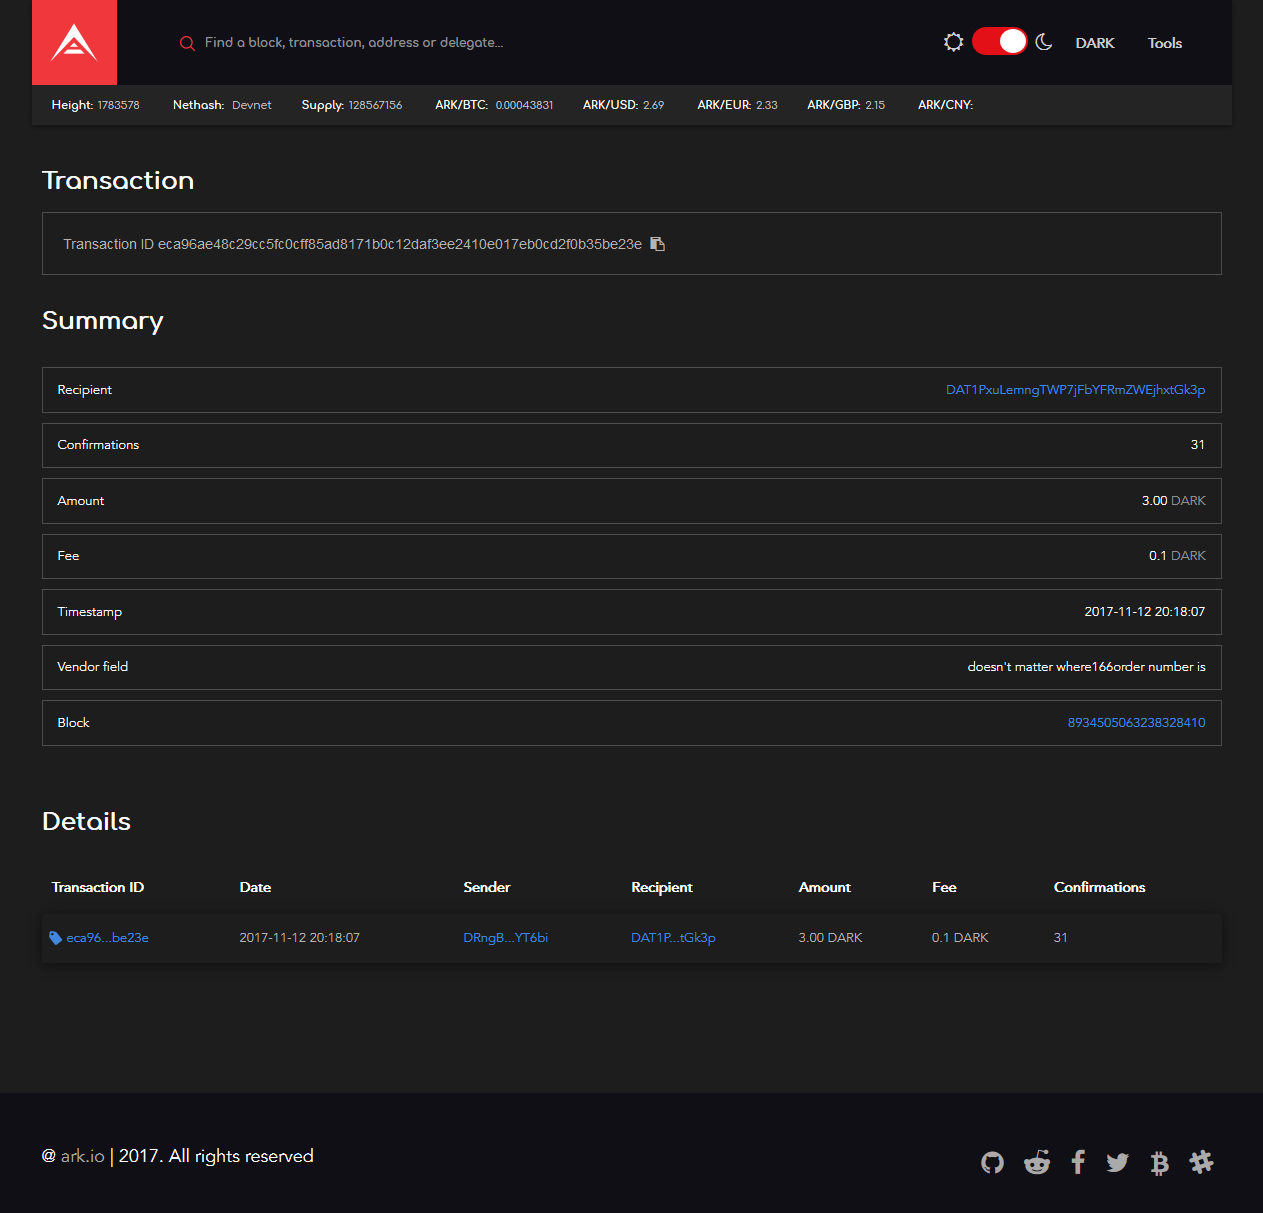 Find a block, transaction, address or delegate...
DARK Tools
Height: 1783578 Nethash: Devnet Supply: 128567156 ARK/BTC: 0.00043831 ARK/USD: 2.69 ARK/EUR: 2.33 ARK/GBP: 2.15 ARK/CNY:
Transaction
Transaction ID eca96ae48c29cc5fc0cff85ad8171b0c12daf3ee2410e017eb0cd2f0b35be23e
Summary
Recipient DAT1PxuLemngTWP7jFbYFRmZWEjhxtGk3p
Confirmations 31
Amount 3.00 DARK
Fee 0.1 DARK
Timestamp 2017-11-12 20:18:07
Vendor field doesn't matter where166order number is
Block 8934505063238328410
Details
Transaction ID Date Sender Recipient Amount Fee Confirmations
eca96...be23e 2017-11-12 20:18:07 DRngB...YT6bi DAT1P...tGk3p 3.00 DARK 0.1 DARK 31
@ ark.io | 2017. All rights reserved